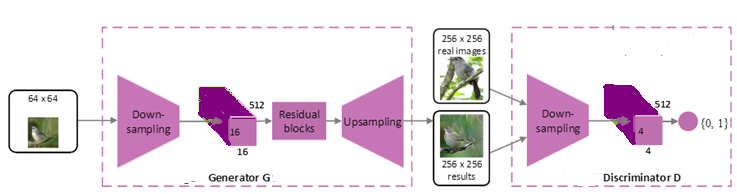 64 x 64
Down-
sampling
512
16
16
Residual
blocks
Upsampling
Generator G
256 x 256
real images
256 x 256
results
Down-
sampling
512
4
4
{0, 1}
Discriminator D